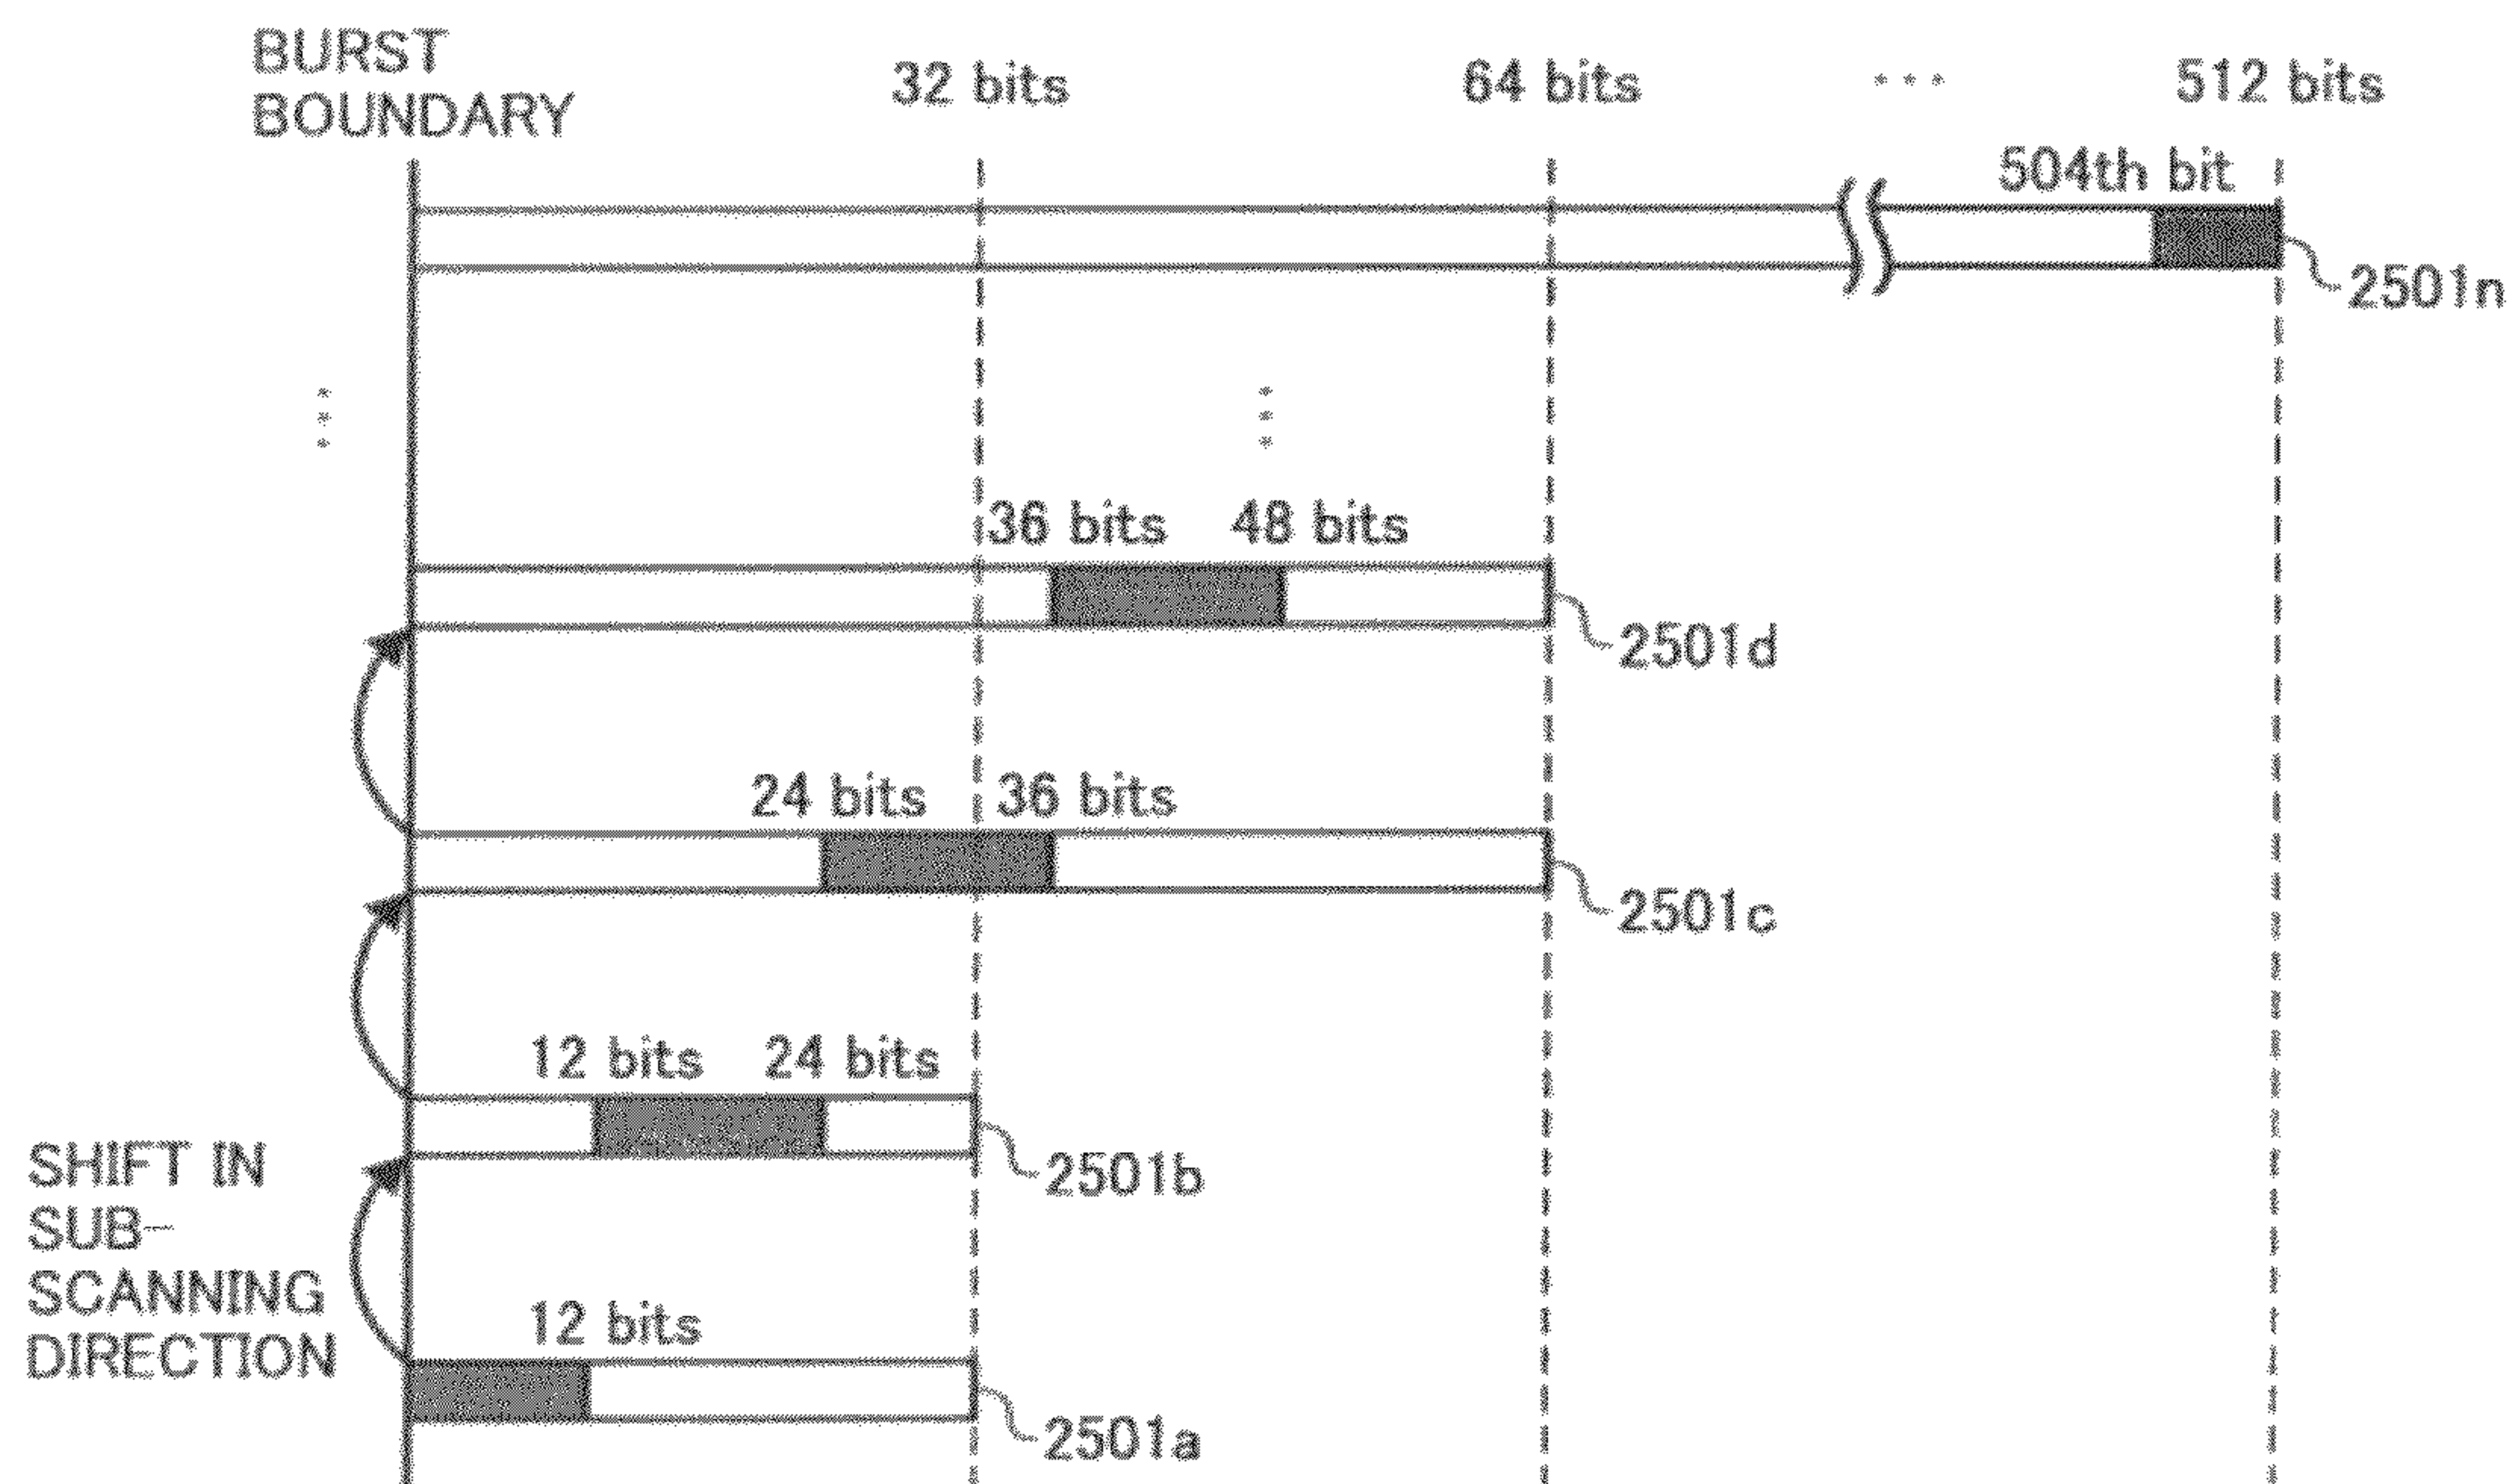 BURST
BOUNDARY
32 bits
64 bits
...
512 bits
504th bit
2501n
36 bits
48 bits
2501d
24 bits
36 bits
2501c
12 bits
24 bits
2501b
SHIFT IN
SUB-
SCANNING
DIRECTION
12 bits
2501a